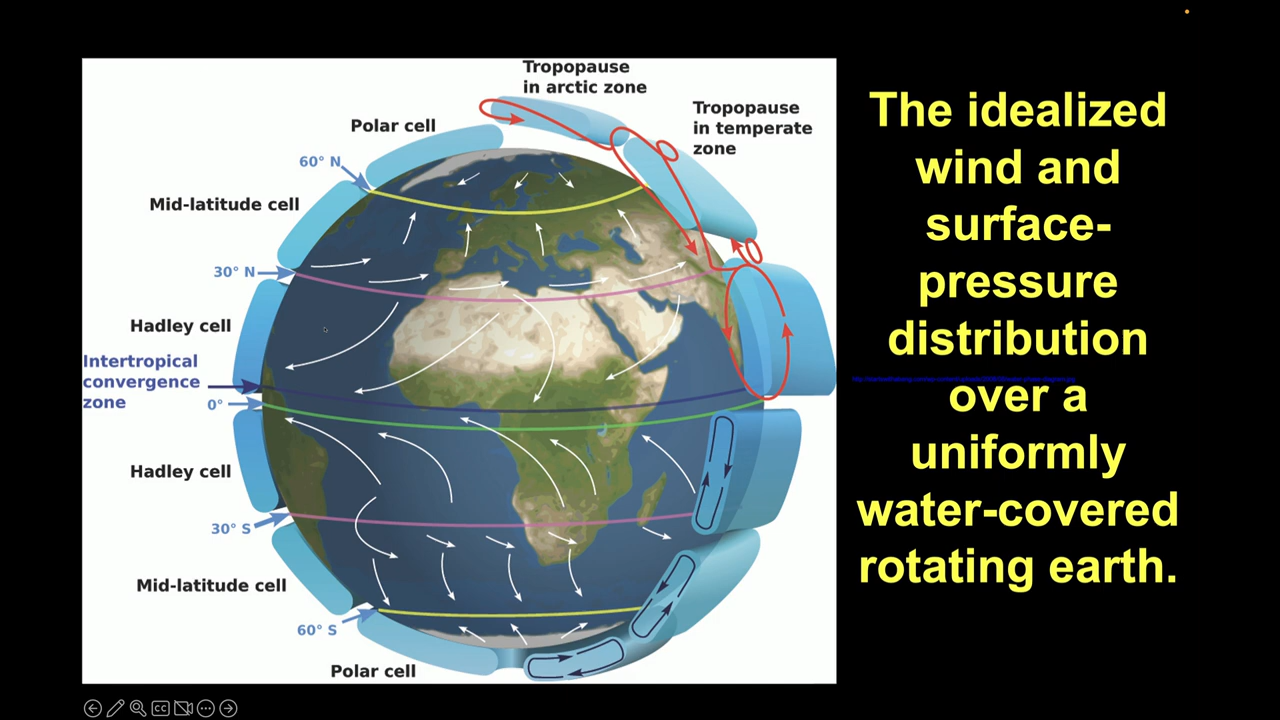 Tropopause
in arctic zone
Tropopause
in temperate
zone
Polar cell
60° N
Mid-latitude cell
30° N
Hadley cell
Intertropical
convergence
zone
0°
Hadley cell
30° S
Mid-latitude cell
60° S
Polar cell
The idealized
wind and
surface-
pressure
distribution
over a
uniformly
water-covered
rotating earth.
CC